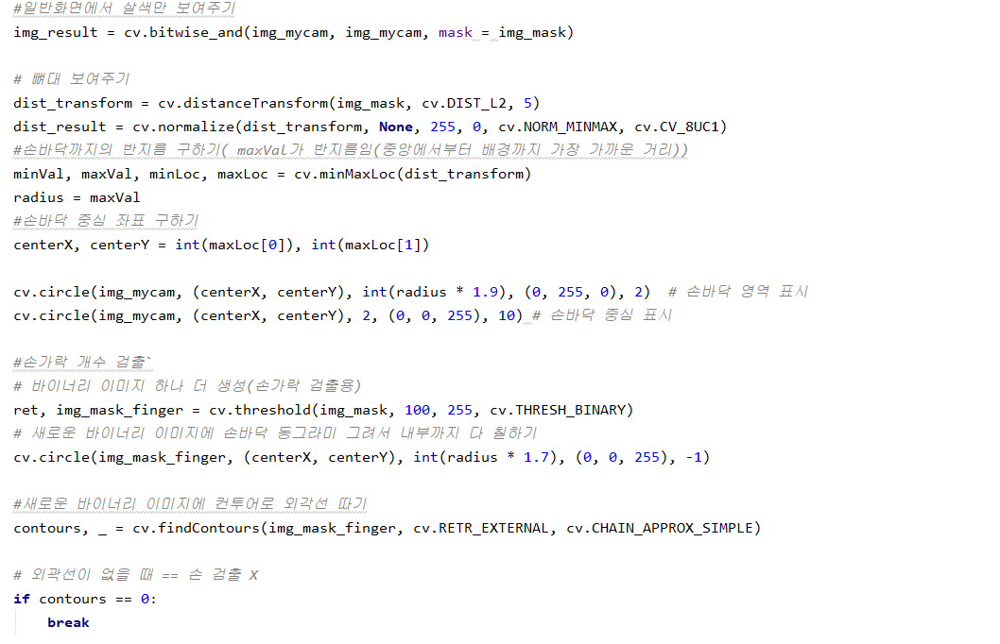 #일반화면에서 살색만 보여주기
img_result = cv.bitwise_and(img_mycam, img_mycam, mask = img_mask)
# 뼈대 보여주기
dist_transform = cv.distanceTransform(img_mask, cv.DIST_L2, 5)
dist_result = cv.normalize(dist_transform, None, 255, 0, cv.NORM_MINMAX, cv.CV_8UC1)
#손바닥까지의 반지름 구하기( maxVal가 반지름임(중앙에서부터 배경까지 가장 가까운 거리))
minVal, maxVal, minLoc, maxLoc = cv.minMaxLoc(dist_transform)
radius = maxVal
#손바닥 중심 좌표 구하기
centerX, centerY = int(maxLoc[0]), int(maxLoc[1])
cv.circle(img_mycam, (centerX, centerY), int(radius * 1.9), (0, 255, 0), 2)  # 손바닥 영역 표시
cv.circle(img_mycam, (centerX, centerY), 2, (0, 0, 255), 10) # 손바닥 중심 표시
#손가락 개수 검출`
# 바이너리 이미지 하나 더 생성(손가락 검출용)
ret, img_mask_finger = cv.threshold(img_mask, 100, 255, cv.THRESH_BINARY)
# 새로운 바이너리 이미지에 손바닥 동그라미 그려서 내부까지 다 칠하기
cv.circle(img_mask_finger, (centerX, centerY), int(radius * 1.7), (0, 0, 255), -1)
#새로운 바이너리 이미지에 컨투어로 외각선 따기
contours, _ = cv.findContours(img_mask_finger, cv.RETR_EXTERNAL, cv.CHAIN_APPROX_SIMPLE)
# 외곽선이 없을 때 == 손 검출 X
if contours == 0:
    break